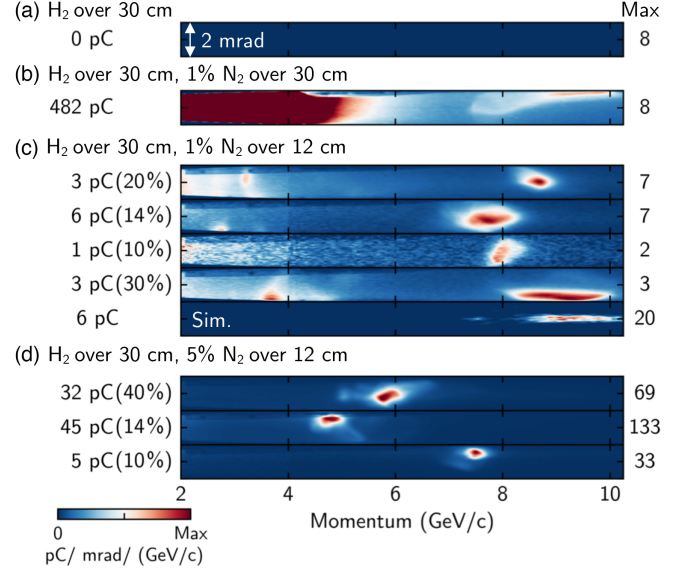 (a) H₂ over 30 cm Max
0 pC 2 mrad 8
(b) H₂ over 30 cm, 1% N₂ over 30 cm
482 pC 8
(c) H₂ over 30 cm, 1% N₂ over 12 cm
3 pC(20%) 7
6 pC(14%) 7
1 pC(10%) 2
3 pC(30%) 3
6 pC Sim. 20
(d) H₂ over 30 cm, 5% N₂ over 12 cm
32 pC(40%) 69
45 pC(14%) 133
5 pC(10%) 33
2 4 6 8 10
Momentum (GeV/c)
0 Max
pC/ mrad/ (GeV/c)